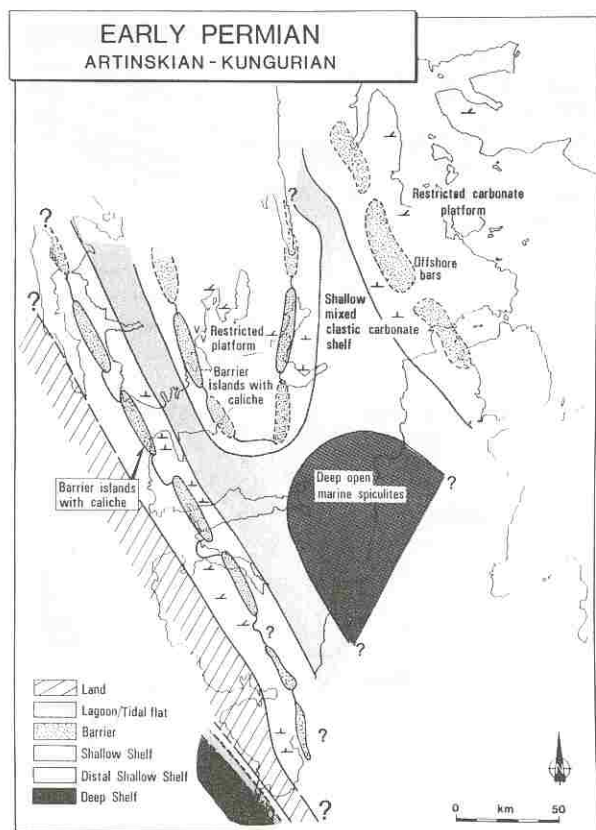 EARLY PERMIAN
ARTINSKIAN - KUNGURIAN
?
?
Restricted carbonate
platform
Offshore
bars
Shallow
mixed
clastic carbonate
shelf
Restricted
platform
Barrier
islands with
caliche
Barrier islands
with caliche
Deep open
marine spiculites
?
?
?
?
?
Land
Lagoon/Tidal flat
Barrier
Shallow Shelf
Distal Shallow Shelf
Deep Shelf
N
0 km 50